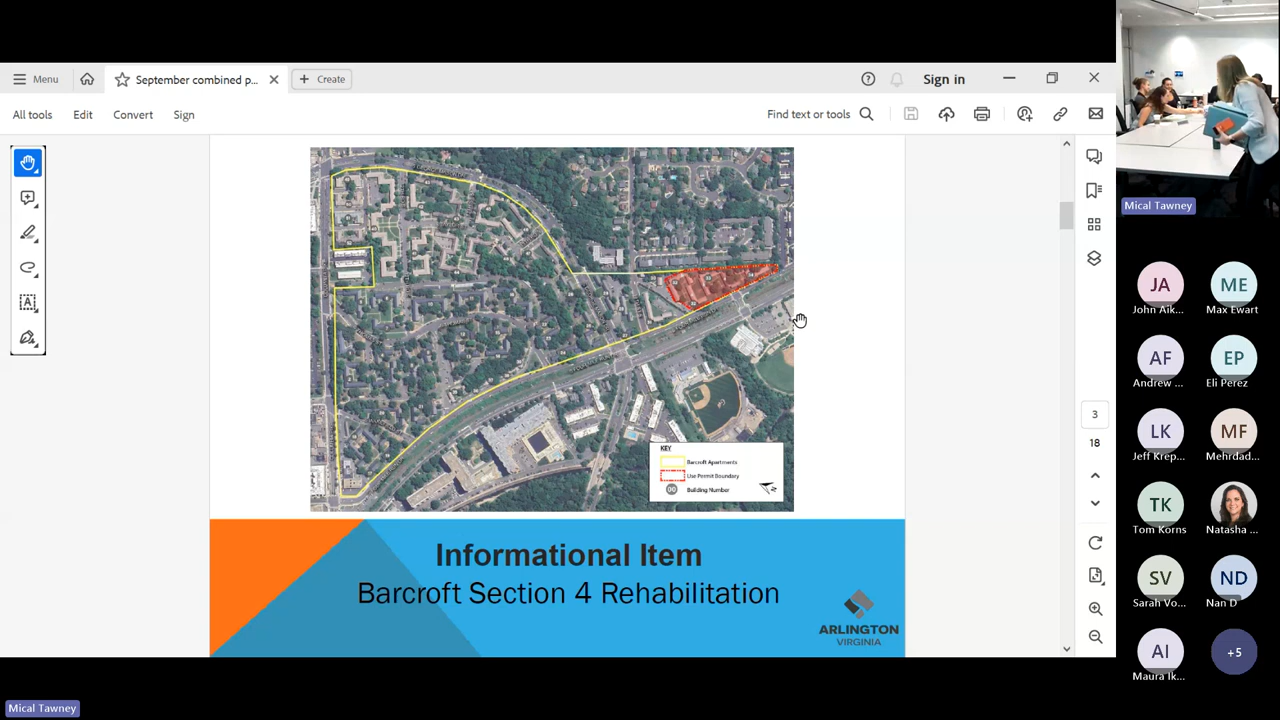 Menu
September combined p...
Create
Sign in
All tools
Edit
Convert
Sign
Find text or tools
KEY
Barcroft Apartments
Use Permit Boundary
00
Building Number
N
Informational Item
Barcroft Section 4 Rehabilitation
ARLINGTON
VIRGINIA
3
18
Mical Tawney
JA
John Aik...
ME
Max Ewart
AF
Andrew ...
EP
Eli Perez
LK
Jeff Krep...
MF
Mehrdad...
TK
Tom Korns
Natasha ...
SV
Sarah Vo...
ND
Nan D
AI
Maura Ik...
+5
Mical Tawney